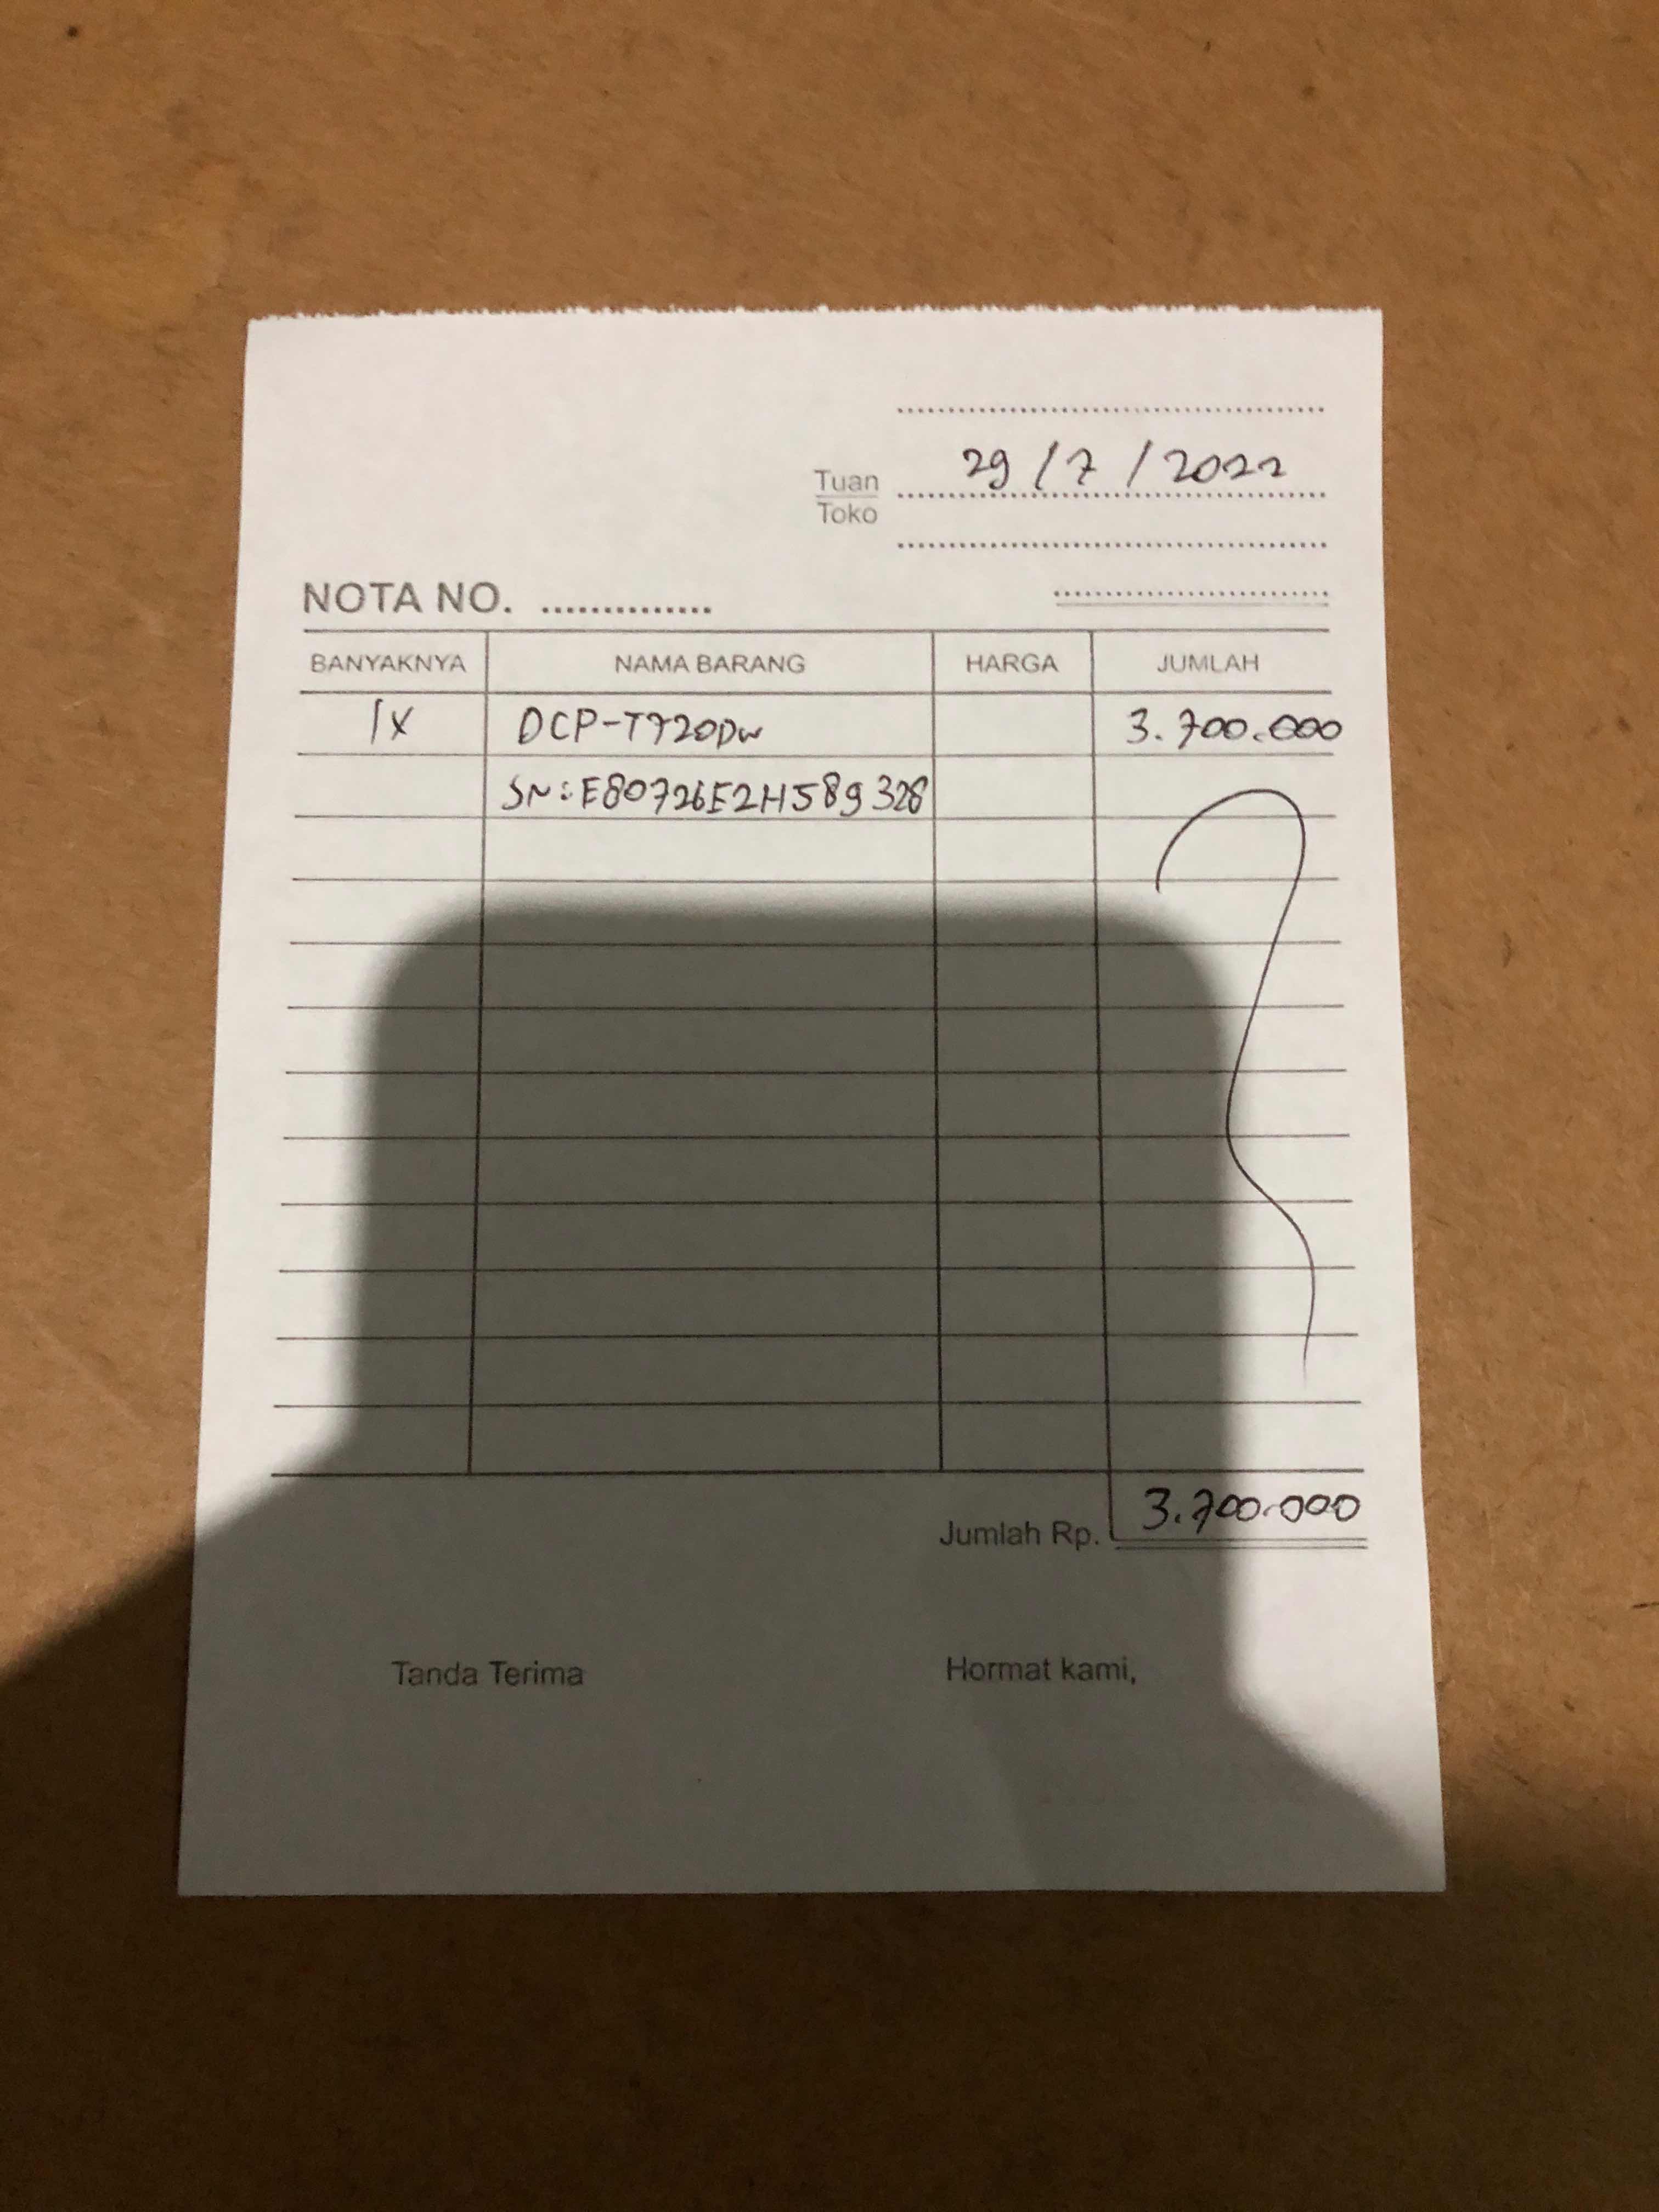 29/7/2022
Tuan
Toko
NOTA NO. ..............
BANYAKNYA NAMA BARANG HARGA JUMLAH
1x DCP-T720DW 3.700.000
SN:E80726E2H589328
Jumlah Rp. 3.700.000
Tanda Terima Hormat kami,